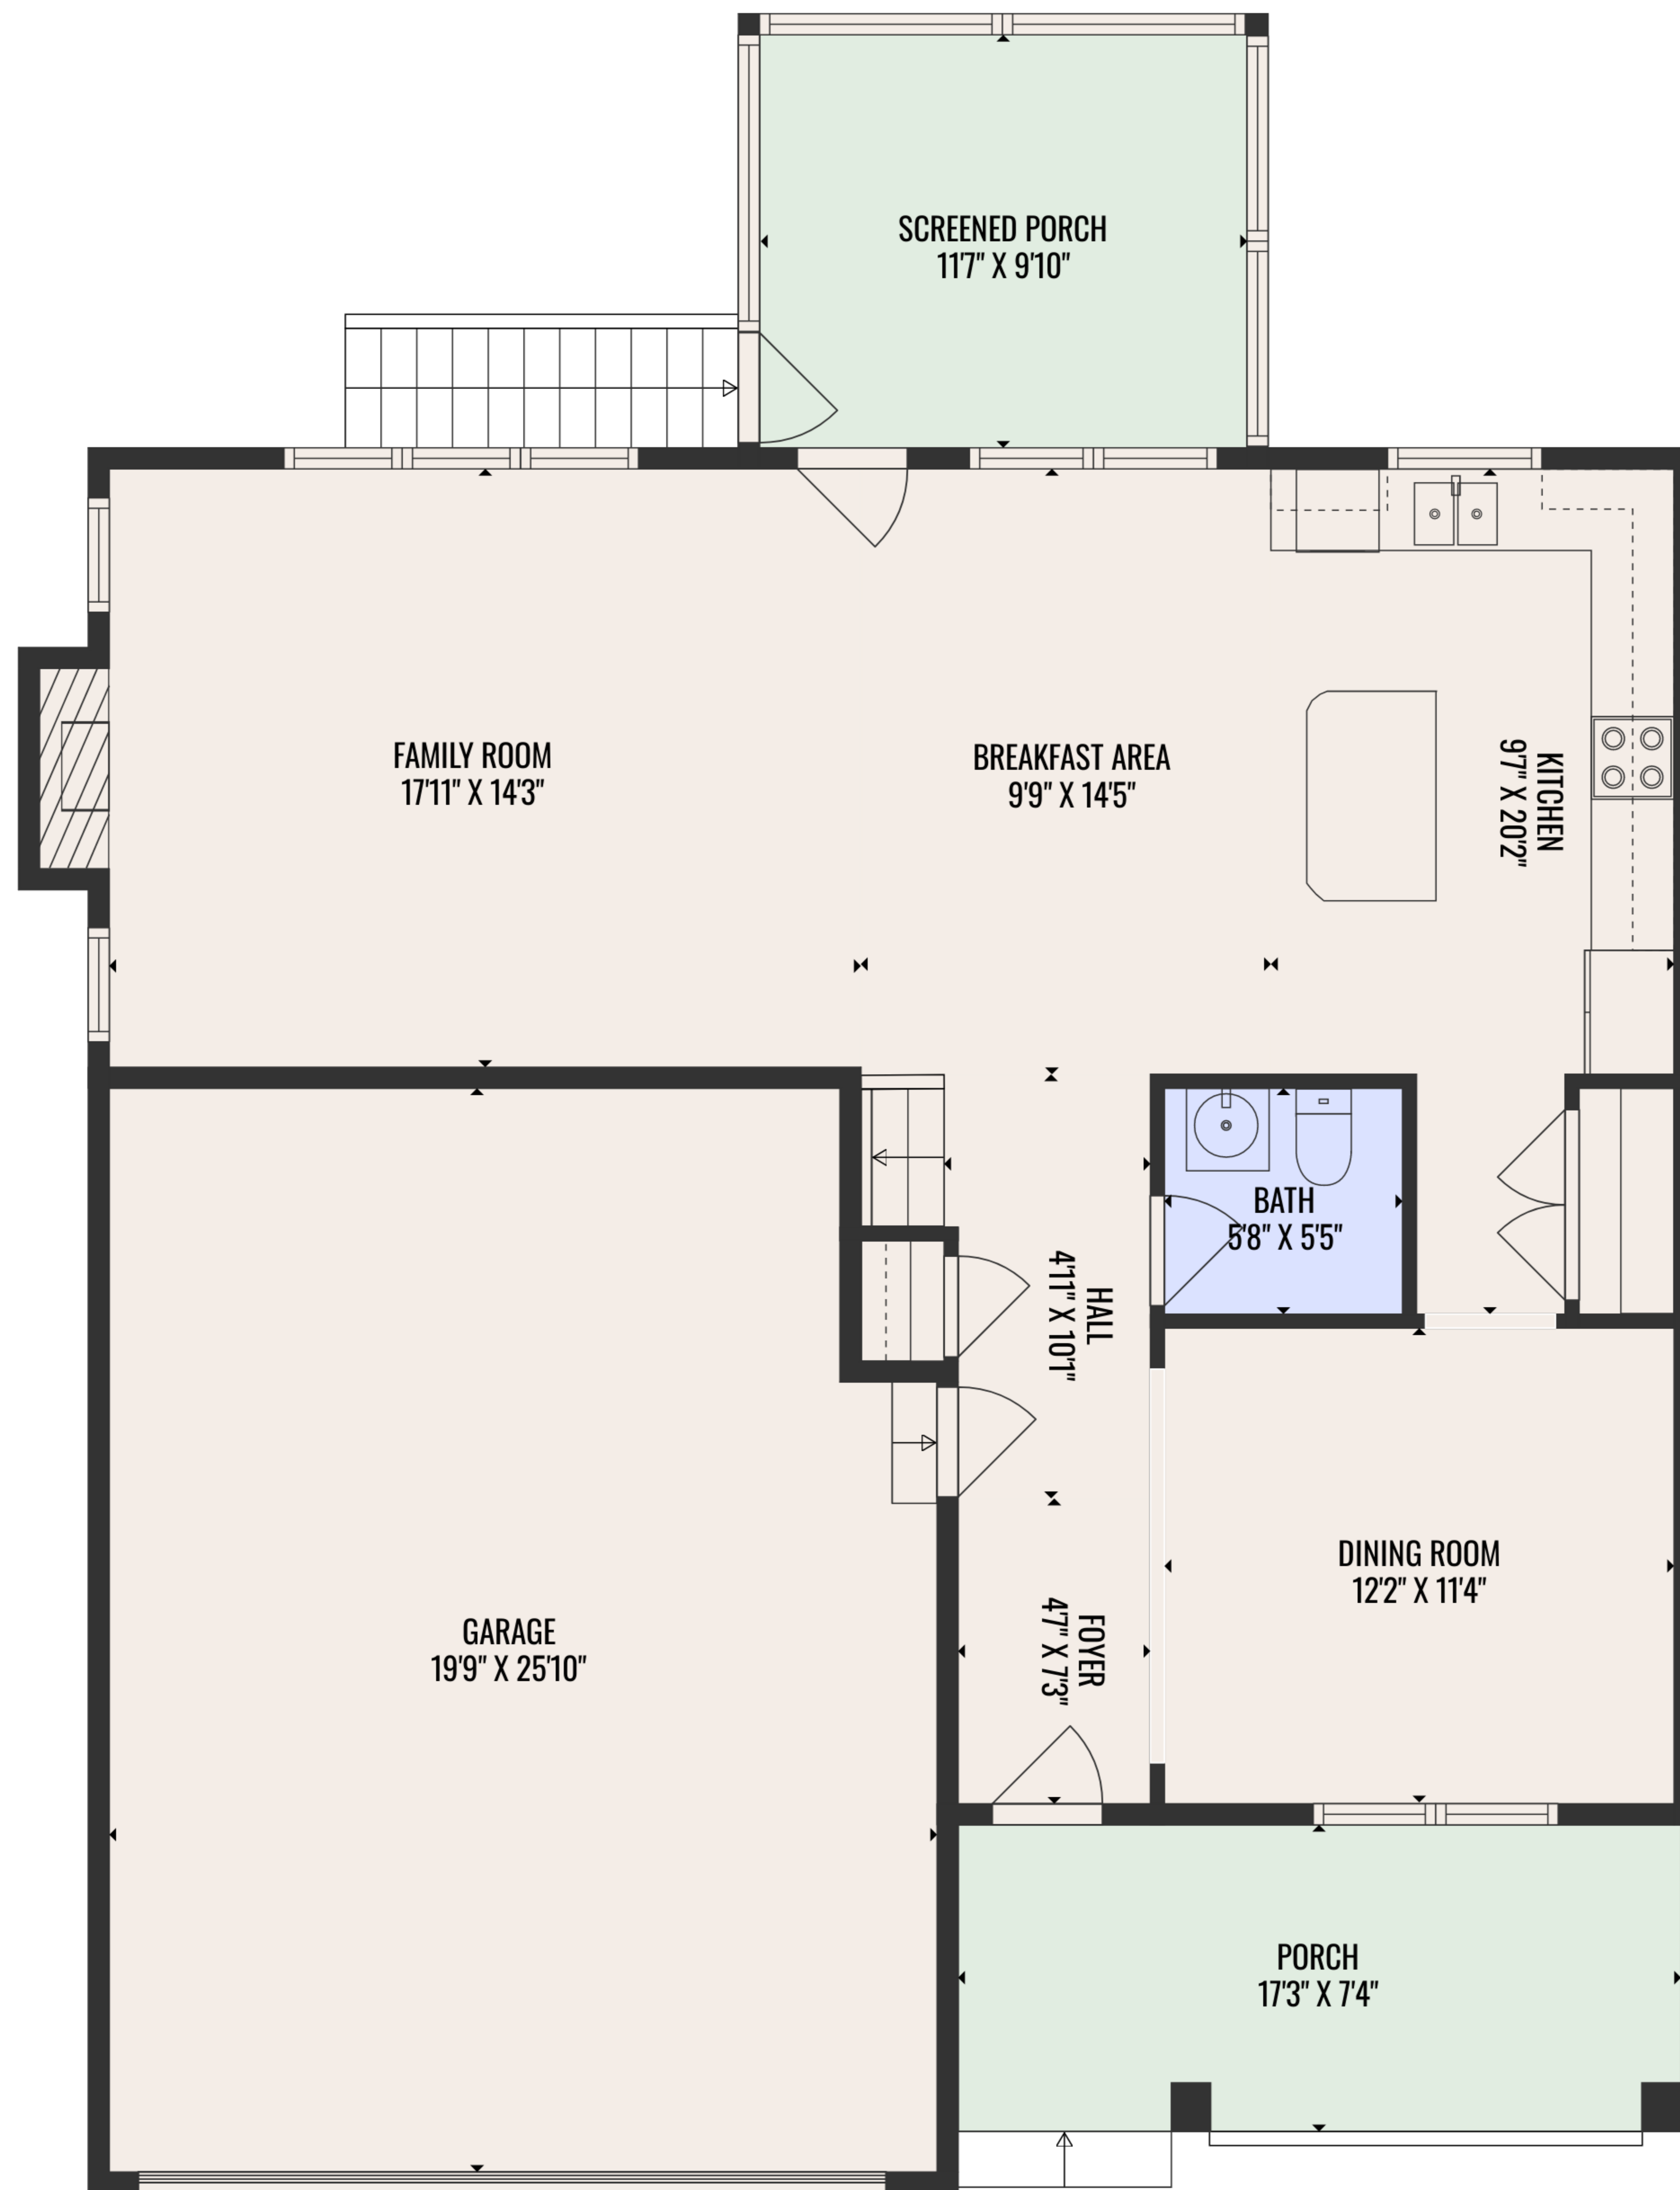 SCREENED PORCH
11'7" X 9'10"
FAMILY ROOM
17'11" X 14'3"
BREAKFAST AREA
9'9" X 14'5"
KITCHEN
9'7" X 20'2"
BATH
5'8" X 5'5"
HALL
4'11" X 10'1"
DINING ROOM
12'2" X 11'4"
GARAGE
19'9" X 25'10"
FOYER
4'7" X 7'3"
PORCH
17'3" X 7'4"